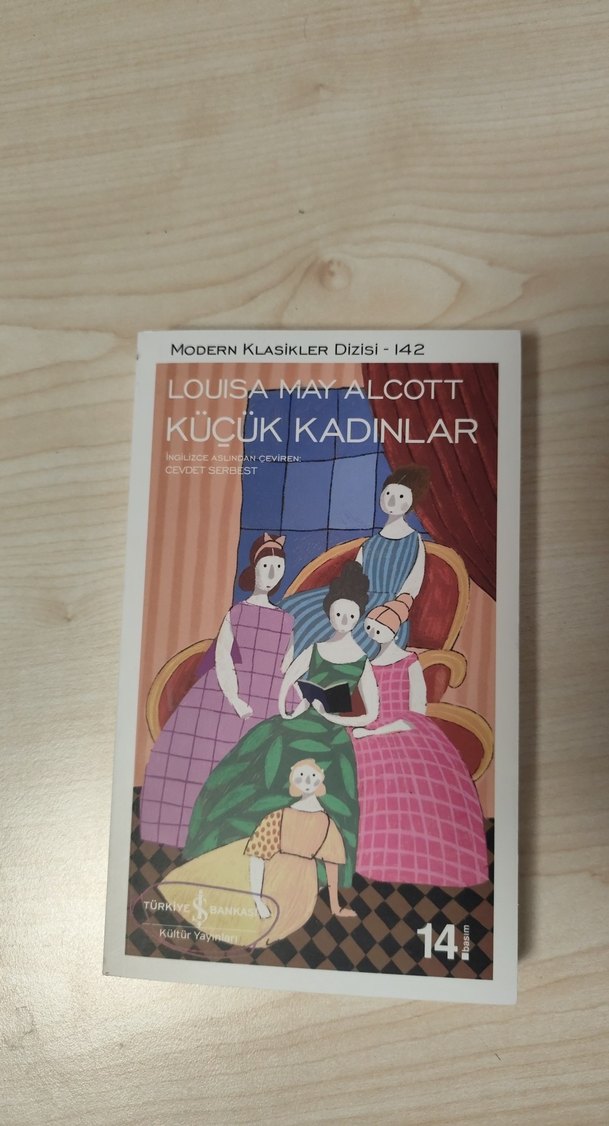 MODERN KLASİKLER DİZİSİ - 142
LOUISA MAY ALCOTT
KÜÇÜK KADINLAR
İNGİLİZCE ASLINDAN ÇEVİREN:
CEVDET SERBEST
TÜRKİYE İŞ BANKASI
Kültür Yayınları
14.
basım